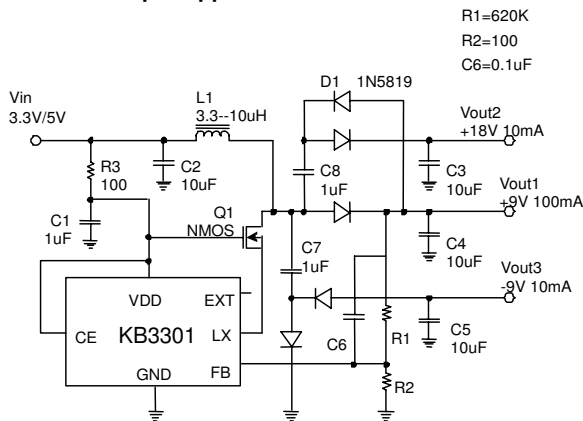 R1=620K
R2=100
C6=0.1uF
D1 1N5819
L1
3.3--10uH
Vin
3.3V/5V
Vout2
+18V 10mA
R3
100
C2
10uF
C8
1uF
C3
10uF
Vout1
+9V 100mA
C1
1uF
Q1
NMOS
C7
1uF
C4
10uF
Vout3
-9V 10mA
VDD
EXT
CE
KB3301
LX
C6
R1
C5
10uF
GND
FB
R2